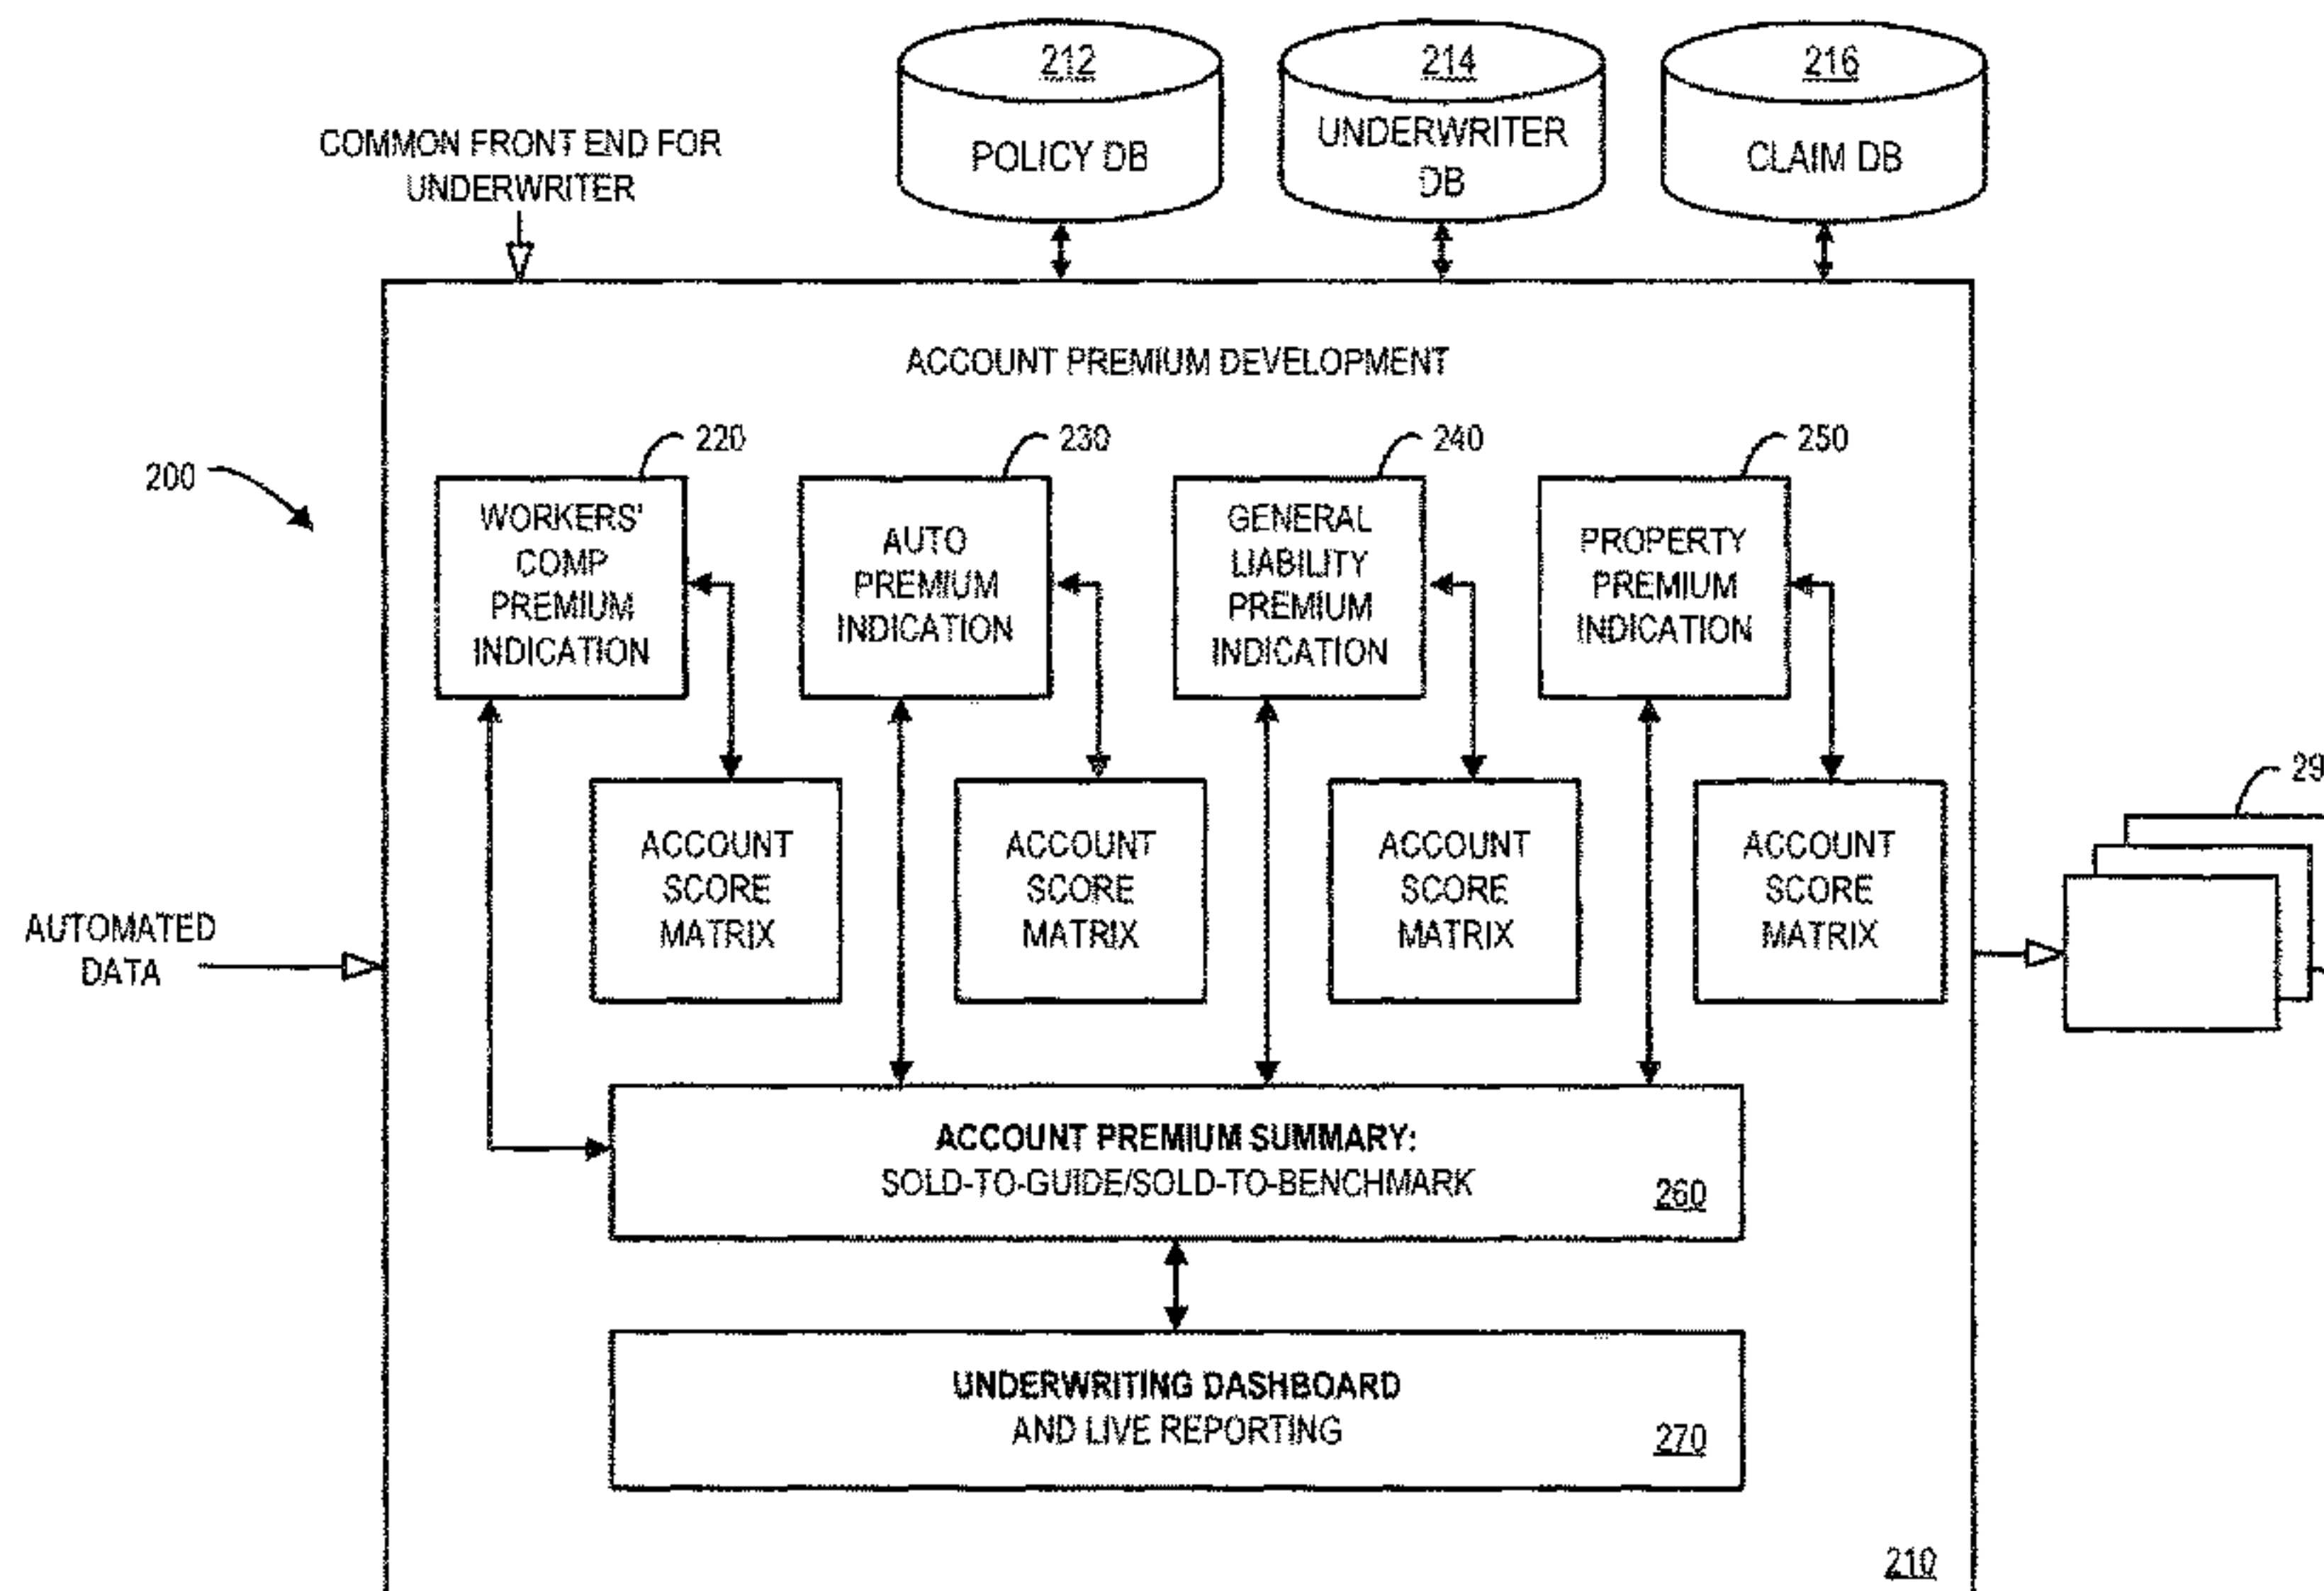 212
POLICY DB
214
UNDERWRITER
DB
216
CLAIM DB
COMMON FRONT END FOR
UNDERWRITER
ACCOUNT PREMIUM DEVELOPMENT
200
220
230
240
250
WORKERS'
COMP
PREMIUM
INDICATION
AUTO
PREMIUM
INDICATION
GENERAL
LIABILITY
PREMIUM
INDICATION
PROPERTY
PREMIUM
INDICATION
ACCOUNT
SCORE
MATRIX
ACCOUNT
SCORE
MATRIX
ACCOUNT
SCORE
MATRIX
ACCOUNT
SCORE
MATRIX
29
AUTOMATED
DATA
ACCOUNT PREMIUM SUMMARY:
SOLD-TO-GUIDE/SOLD-TO-BENCHMARK
260
UNDERWRITING DASHBOARD
AND LIVE REPORTING
270
210